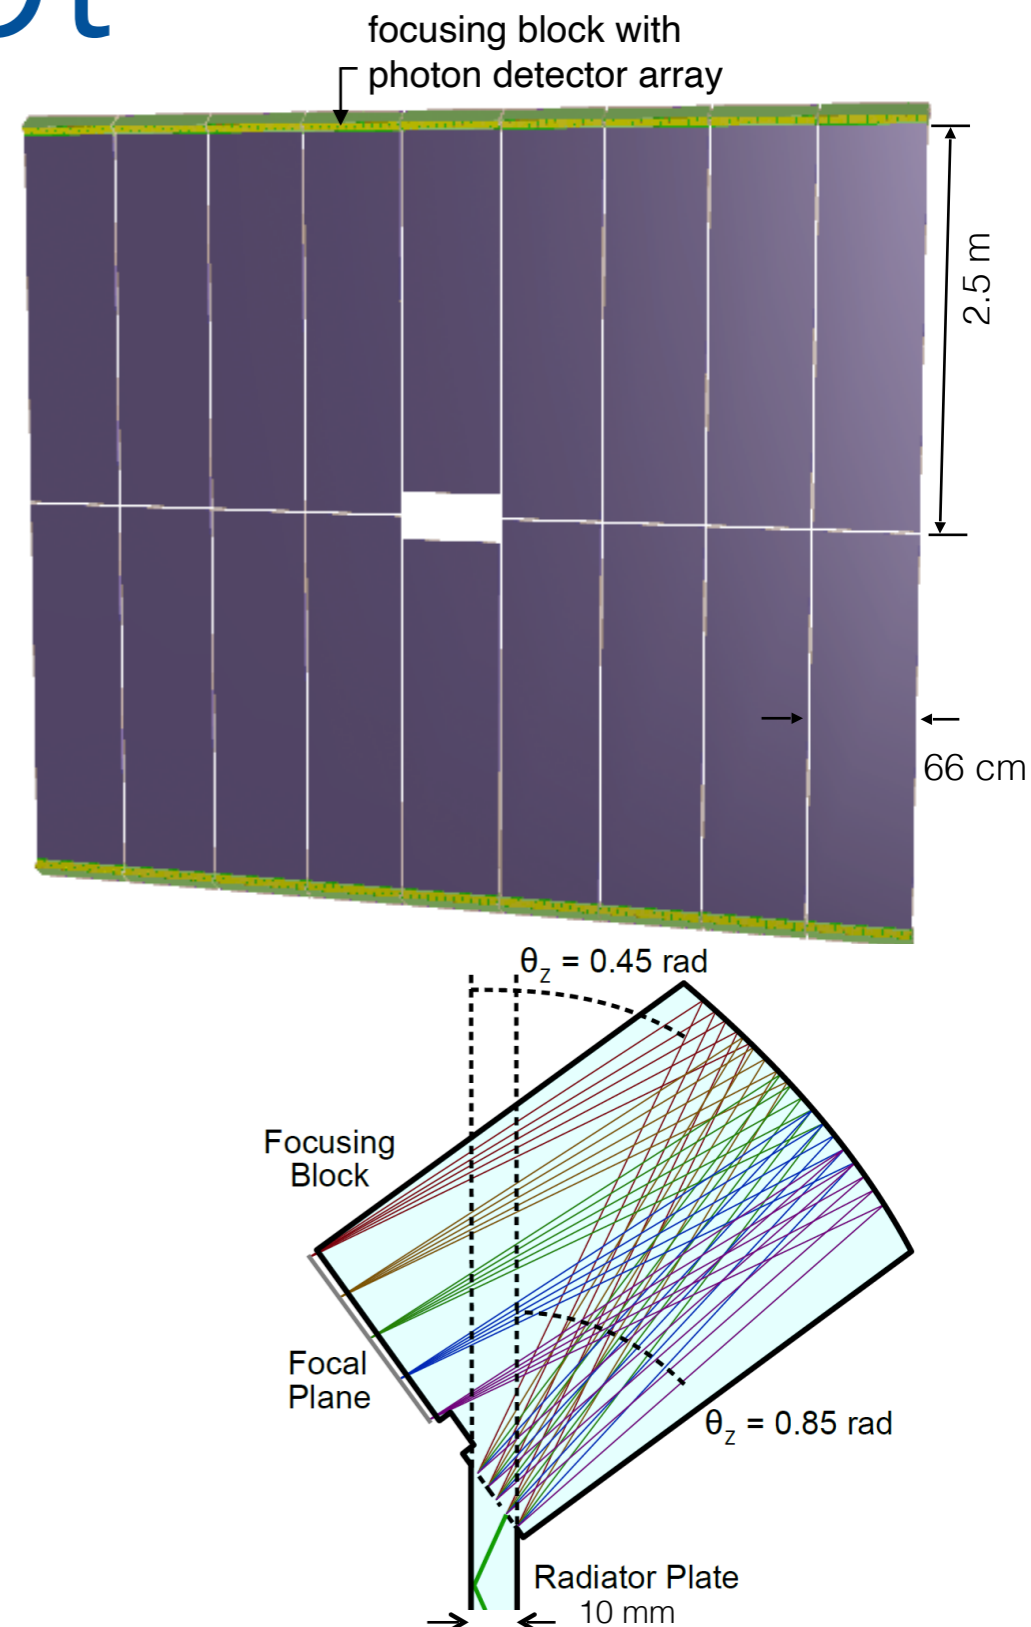 focusing block with
photon detector array
2.5 m
66 cm
θz = 0.45 rad
Focusing
Block
Focal
Plane
θz = 0.85 rad
Radiator Plate
10 mm